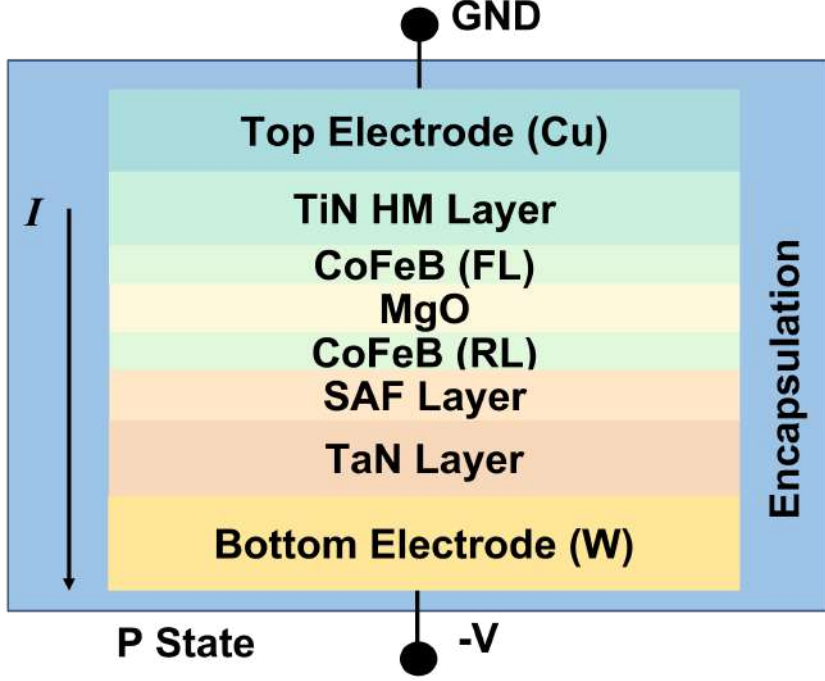 GND
Top Electrode (Cu)
I
TiN HM Layer
CoFeB (FL)
MgO
CoFeB (RL)
SAF Layer
TaN Layer
Bottom Electrode (W)
Encapsulation
P State
-V